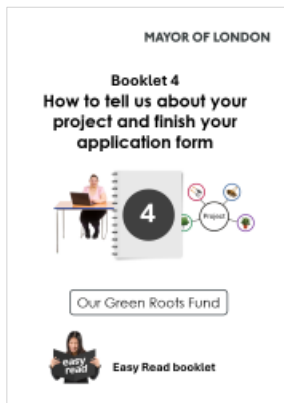 MAYOR OF LONDON
Booklet 4
How to tell us about your
project and finish your
application form
4
Project
Our Green Roots Fund
easy
read
Easy Read booklet